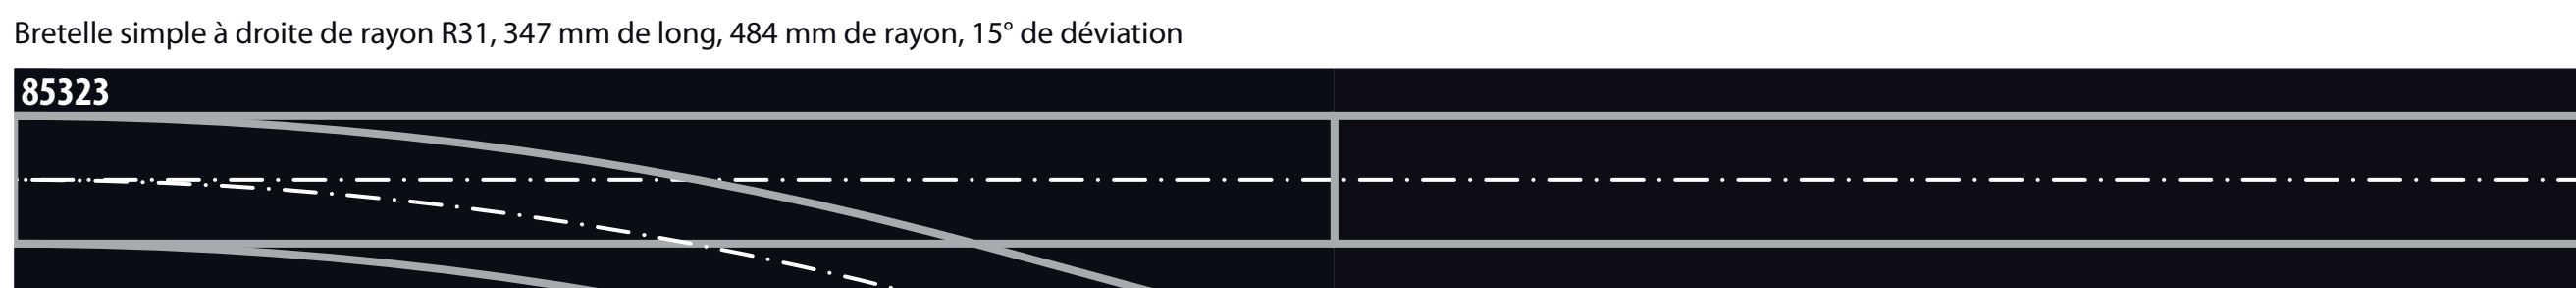 Bretelle simple à droite de rayon R31, 347 mm de long, 484 mm de rayon, 15° de déviation
85323